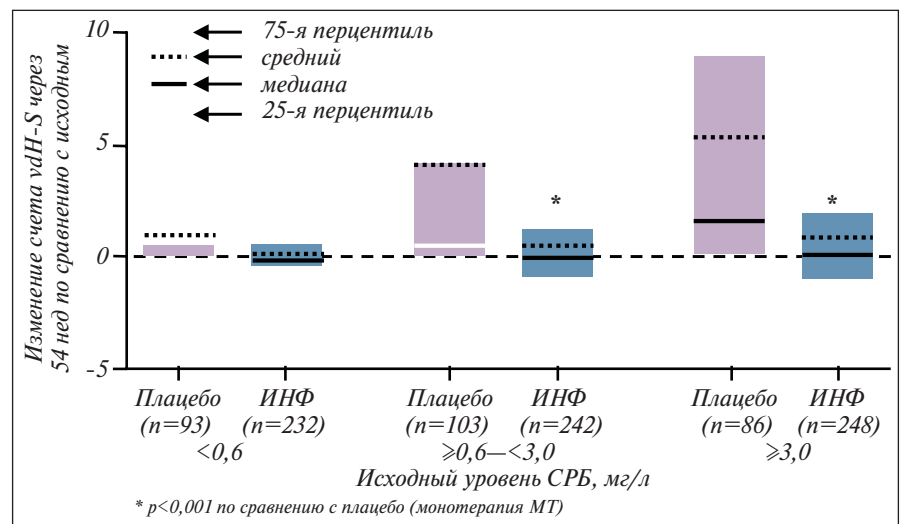 Изменение счета vdH-S через
54 нед по сравнению с исходным
10
5
0
-5
75-я перцентиль
средний
медиана
25-я перцентиль
*
*
Плацебо ИНФ Плацебо ИНФ Плацебо ИНФ
(n=93) (n=232) (n=103) (n=242) (n=86) (n=248)
<0,6 ⩾0,6—<3,0 ⩾3,0
Исходный уровень СРБ, мг/л
* p<0,001 по сравнению с плацебо (монотерапия МТ)